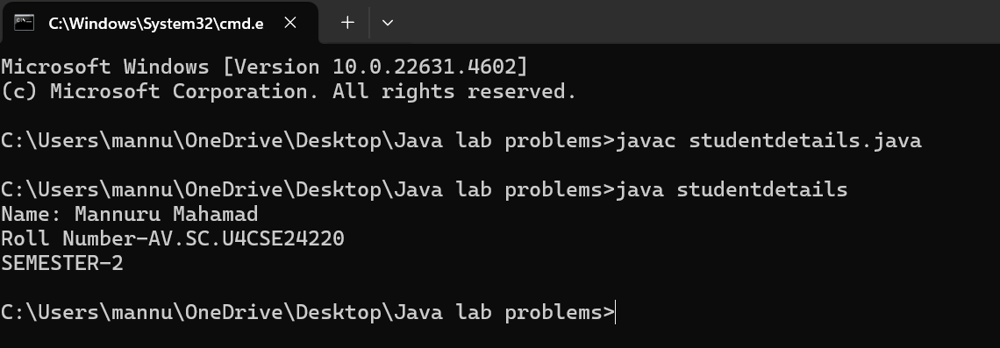 C:\Windows\System32\cmd.e
Microsoft Windows [Version 10.0.22631.4602]
(c) Microsoft Corporation. All rights reserved.
C:\Users\mannu\OneDrive\Desktop\Java lab problems>javac studentdetails.java
C:\Users\mannu\OneDrive\Desktop\Java lab problems>java studentdetails
Name: Mannuru Mahamad
Roll Number-AV.SC.U4CSE24220
SEMESTER-2
C:\Users\mannu\OneDrive\Desktop\Java lab problems>